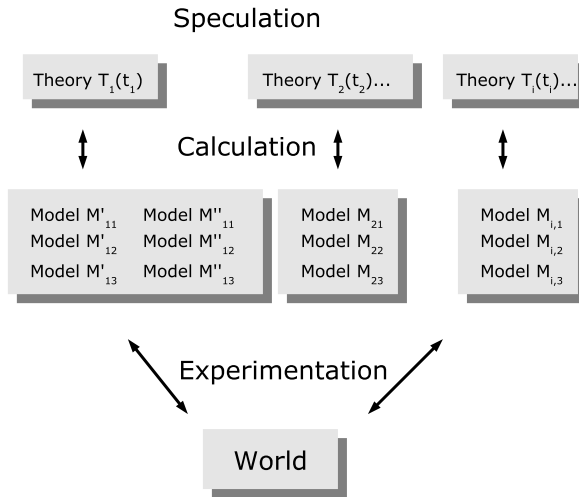 Speculation
Theory T₁(t₁)
Theory T₂(t₂)...
Theory Tᵢ(tᵢ)...
Calculation
Model M'₁₁ Model M''₁₁ Model M₂₁ Model Mᵢ,₁
Model M'₁₂ Model M''₁₂ Model M₂₂ Model Mᵢ,₂
Model M'₁₃ Model M''₁₃ Model M₂₃ Model Mᵢ,₃
Experimentation
World